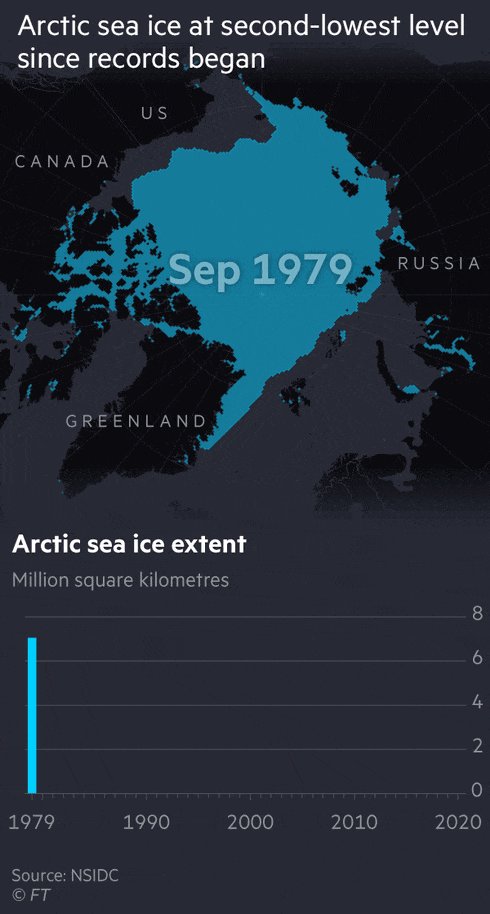 Arctic sea ice at second-lowest level
since records began
US
CANADA
Sep 1979
RUSSIA
GREENLAND
Arctic sea ice extent
Million square kilometres
8
6
4
2
0
1979 1990 2000 2010 2020
Source: NSIDC
© FT